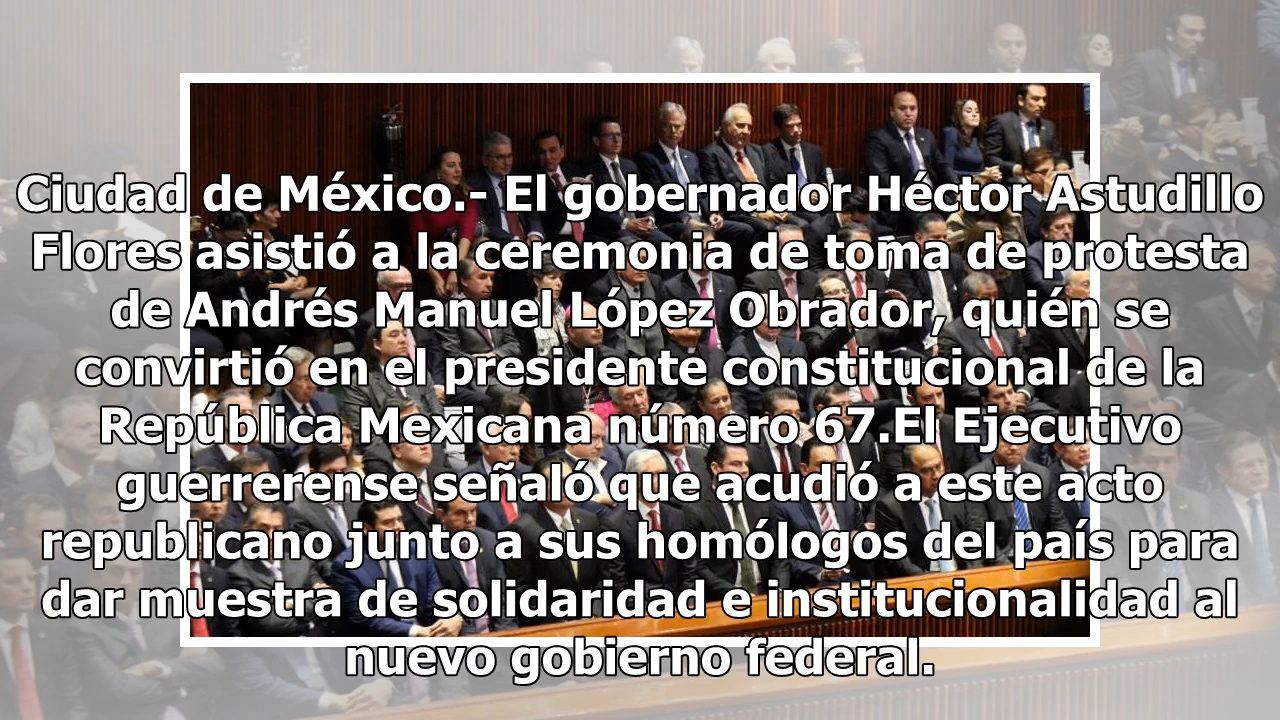 Ciudad de México.- El gobernador Héctor Astudillo
Flores asistió a la ceremonia de toma de protesta
de Andrés Manuel López Obrador, quién se
convirtió en el presidente constitucional de la
República Mexicana número 67.El Ejecutivo
guerrerense señaló que acudió a este acto
republicano junto a sus homólogos del país para
dar muestra de solidaridad e institucionalidad al
nuevo gobierno federal.